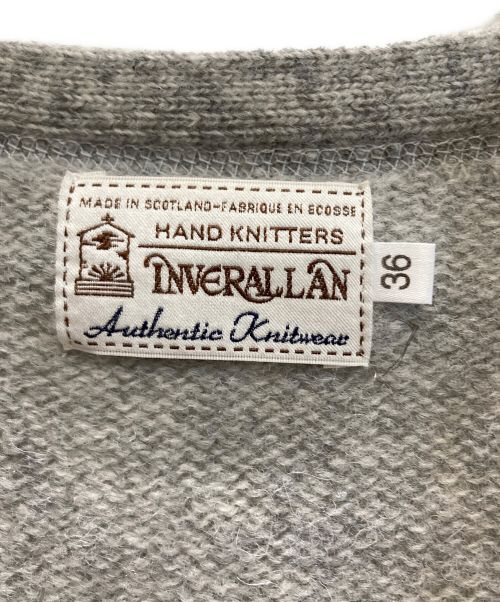 MADE IN SCOTLAND-FABRIQUE EN ECOSSE
HAND KNITTERS
INVERALLAN
Authentic Knitwear
36